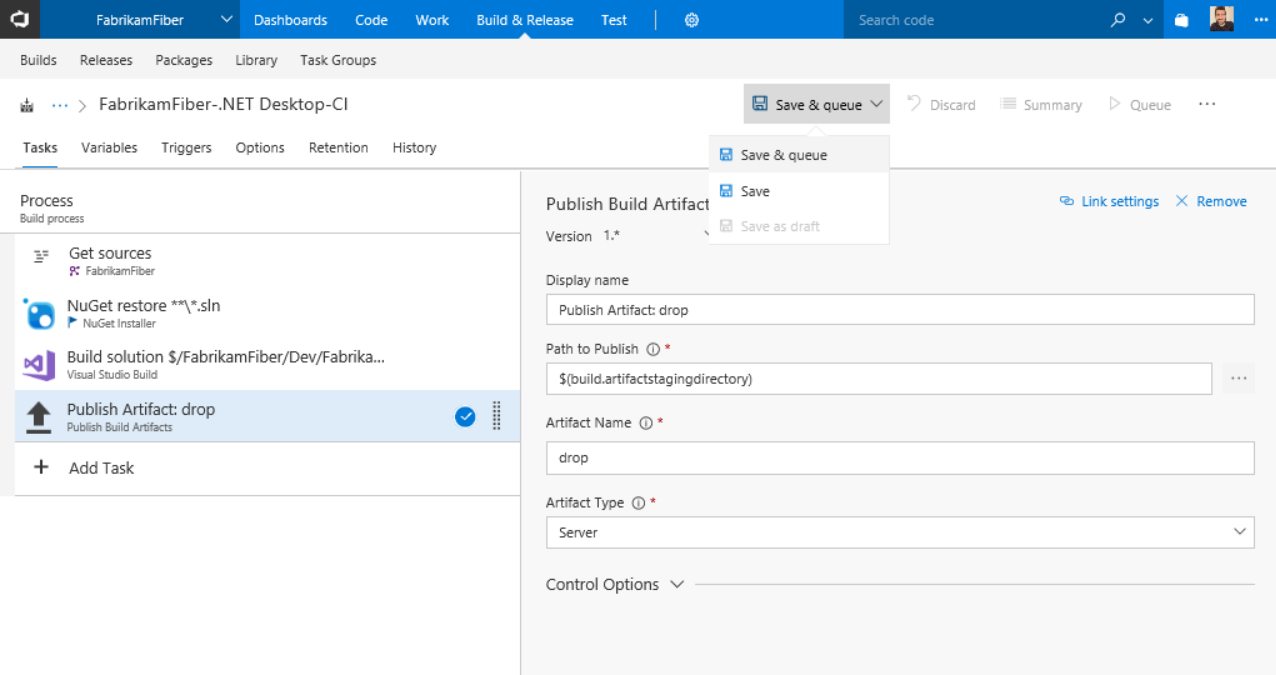 FabrikamFiber Dashboards Code Work Build & Release Test Search code
Builds Releases Packages Library Task Groups
... > FabrikamFiber-.NET Desktop-CI Save & queue Discard Summary Queue ...
Tasks Variables Triggers Options Retention History
Save & queue
Save
Save as draft
Process
Build process
Get sources
FabrikamFiber
NuGet restore **\*.sln
NuGet Installer
Build solution $/FabrikamFiber/Dev/Fabrika...
Visual Studio Build
Publish Artifact: drop
Publish Build Artifacts
+ Add Task
Publish Build Artifact
Link settings Remove
Version 1.*
Display name
Publish Artifact: drop
Path to Publish *
$(build.artifactstagingdirectory)
...
Artifact Name *
drop
Artifact Type *
Server
Control Options